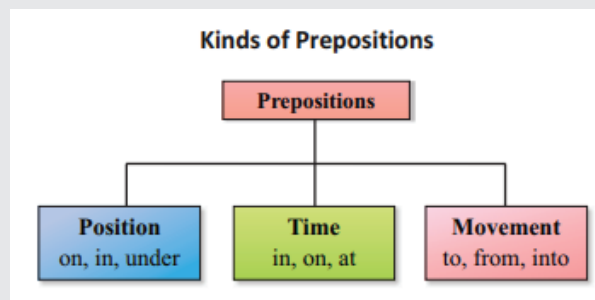 Kinds of Prepositions
Prepositions
Position
on, in, under
Time
in, on, at
Movement
to, from, into